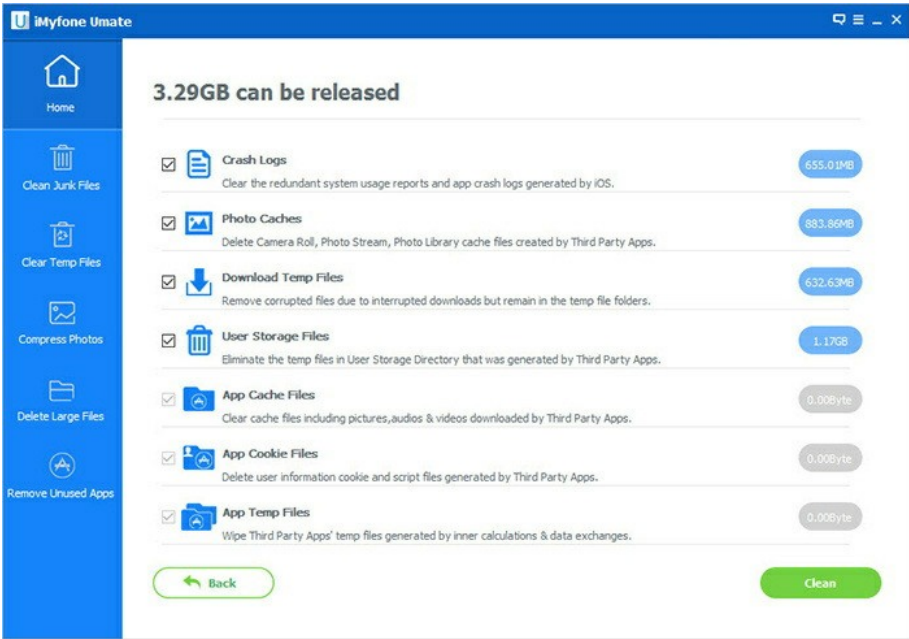 iMyfone Umate
Home
Clean Junk Files
Clear Temp Files
Compress Photos
Delete Large Files
Remove Unused Apps
3.29GB can be released
Crash Logs
655.01MB
Clear the redundant system usage reports and app crash logs generated by iOS.
Photo Caches
883.86MB
Delete Camera Roll, Photo Stream, Photo Library cache files created by Third Party Apps.
Download Temp Files
632.63MB
Remove corrupted files due to interrupted downloads but remain in the temp file folders.
User Storage Files
1.17GB
Eliminate the temp files in User Storage Directory that was generated by Third Party Apps.
App Cache Files
0.00Byte
Clear cache files including pictures,audios & videos downloaded by Third Party Apps.
App Cookie Files
0.00Byte
Delete user information cookie and script files generated by Third Party Apps.
App Temp Files
0.00Byte
Wipe Third Party Apps' temp files generated by inner calculations & data exchanges.
Back
Clean